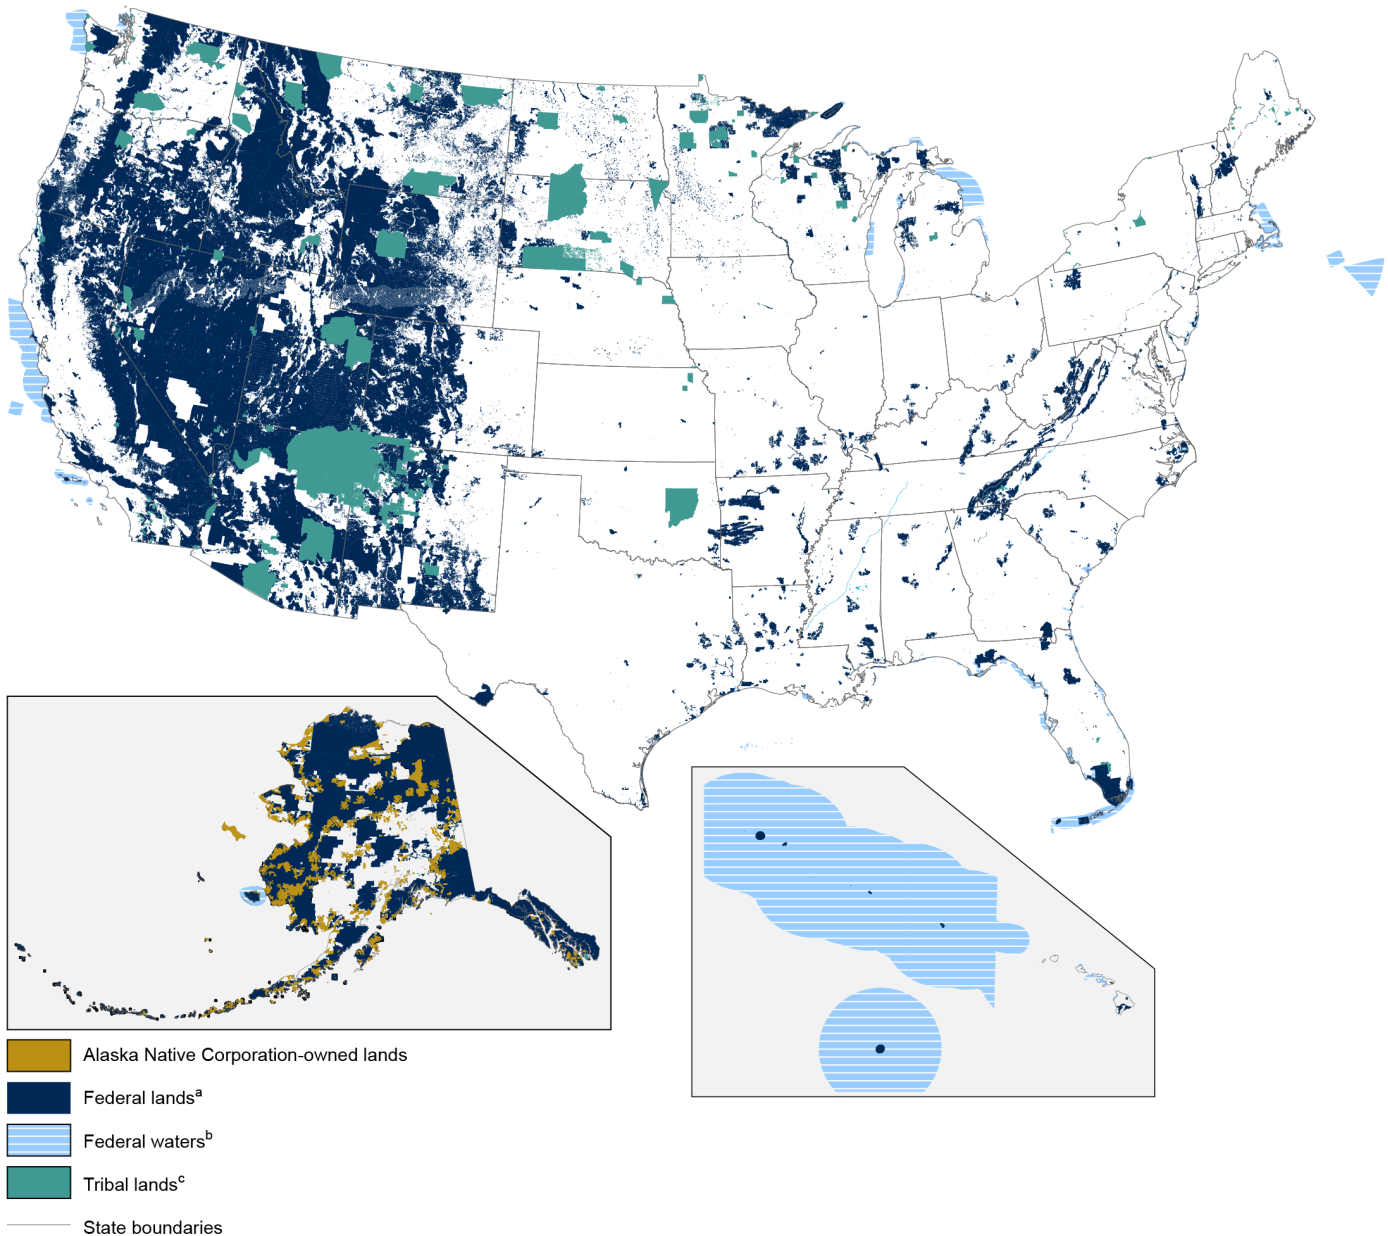 Alaska Native Corporation-owned lands
Federal landsᵃ
Federal watersᵇ
Tribal landsᶜ
State boundaries